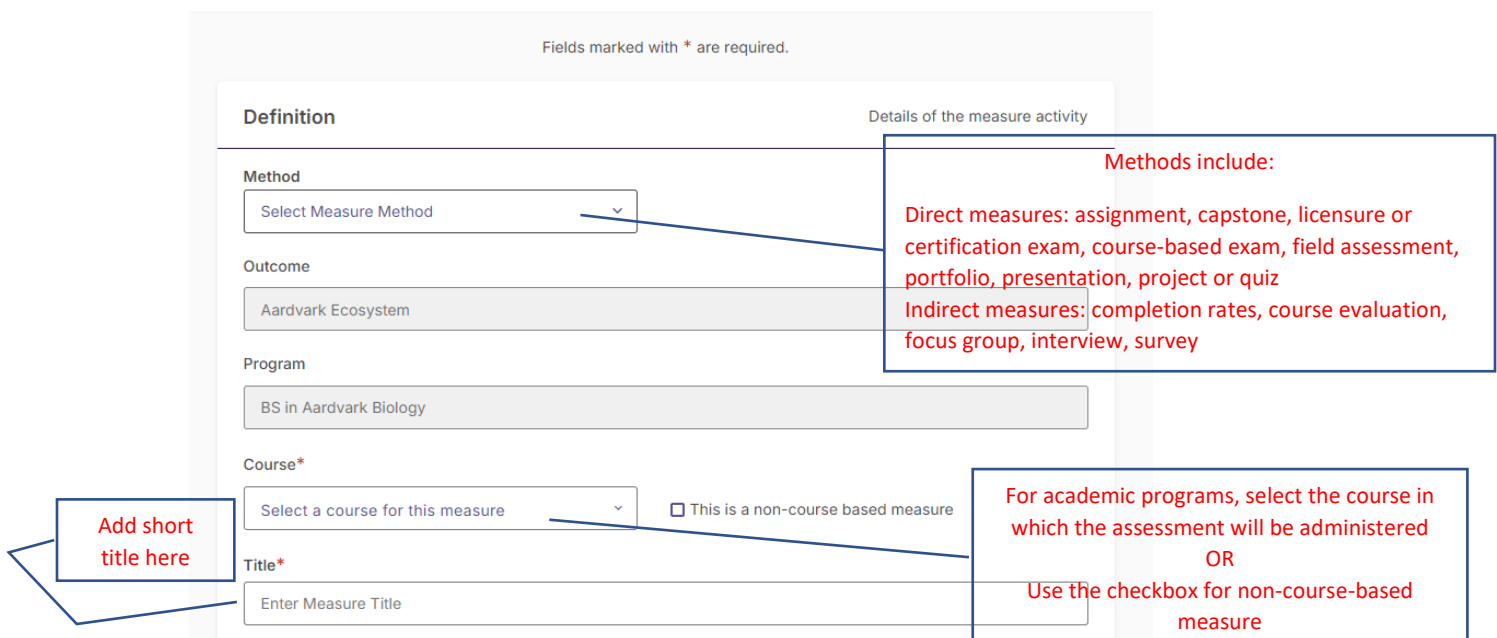 Fields marked with * are required.
Definition
Details of the measure activity
Methods include:
Direct measures: assignment, capstone, licensure or
certification exam, course-based exam, field assessment,
portfolio, presentation, project or quiz
Indirect measures: completion rates, course evaluation,
focus group, interview, survey
Method
Select Measure Method
Outcome
Aardvark Ecosystem
Program
BS in Aardvark Biology
Course*
Select a course for this measure
This is a non-course based measure
For academic programs, select the course in
which the assessment will be administered
OR
Use the checkbox for non-course-based
measure
Add short
title here
Title*
Enter Measure Title